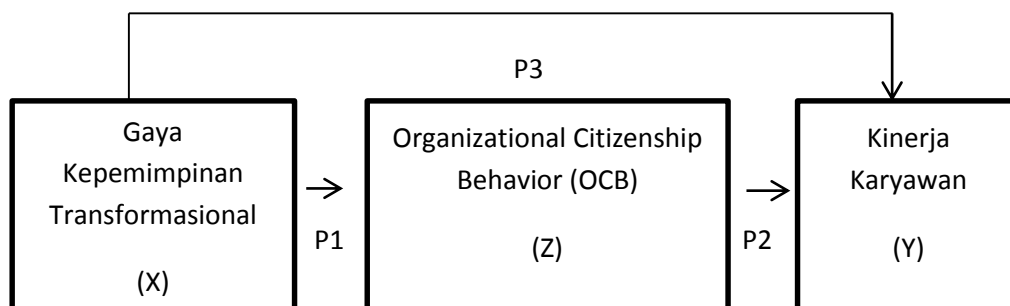 P3
Gaya
Kepemimpinan
Transformasional
(X)
P1
Organizational Citizenship
Behavior (OCB)
(Z)
P2
Kinerja
Karyawan
(Y)